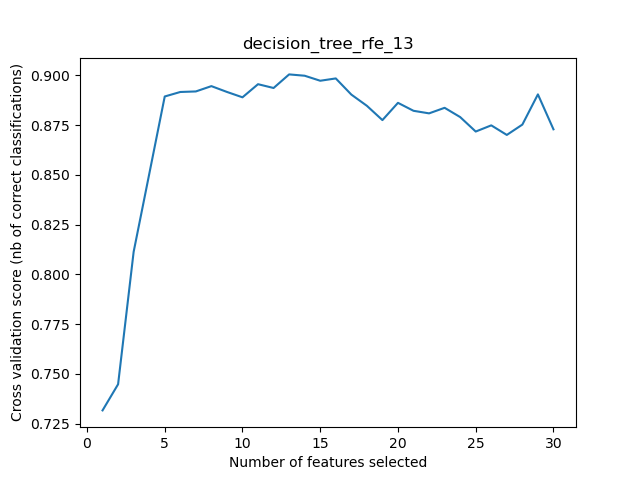 decision_tree_rfe_13
Cross validation score (nb of correct classifications)
0.900
0.875
0.850
0.825
0.800
0.775
0.750
0.725
0 5 10 15 20 25 30
Number of features selected